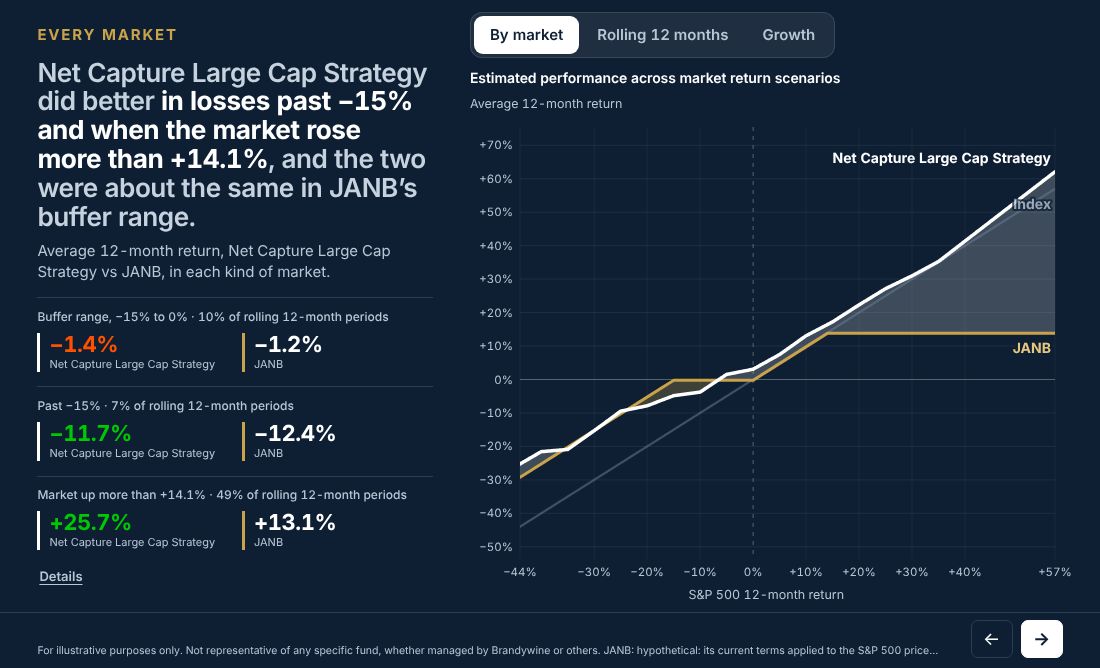 EVERY MARKET
Net Capture Large Cap Strategy
did better in losses past −15%
and when the market rose
more than +14.1%, and the two
were about the same in JANB’s
buffer range.
Average 12-month return, Net Capture Large Cap
Strategy vs JANB, in each kind of market.
Buffer range, −15% to 0% · 10% of rolling 12-month periods
−1.4%
Net Capture Large Cap Strategy
−1.2%
JANB
Past −15% · 7% of rolling 12-month periods
−11.7%
Net Capture Large Cap Strategy
−12.4%
JANB
Market up more than +14.1% · 49% of rolling 12-month periods
+25.7%
Net Capture Large Cap Strategy
+13.1%
JANB
Details
By market
Rolling 12 months
Growth
Estimated performance across market return scenarios
Average 12-month return
+70%
+60%
+50%
+40%
+30%
+20%
+10%
0%
−10%
−20%
−30%
−40%
−50%
Net Capture Large Cap Strategy
Index
JANB
−44% −30% −20% −10% 0% +10% +20% +30% +40% +57%
S&P 500 12-month return
For illustrative purposes only. Not representative of any specific fund, whether managed by Brandywine or others. JANB: hypothetical: its current terms applied to the S&P 500 price...